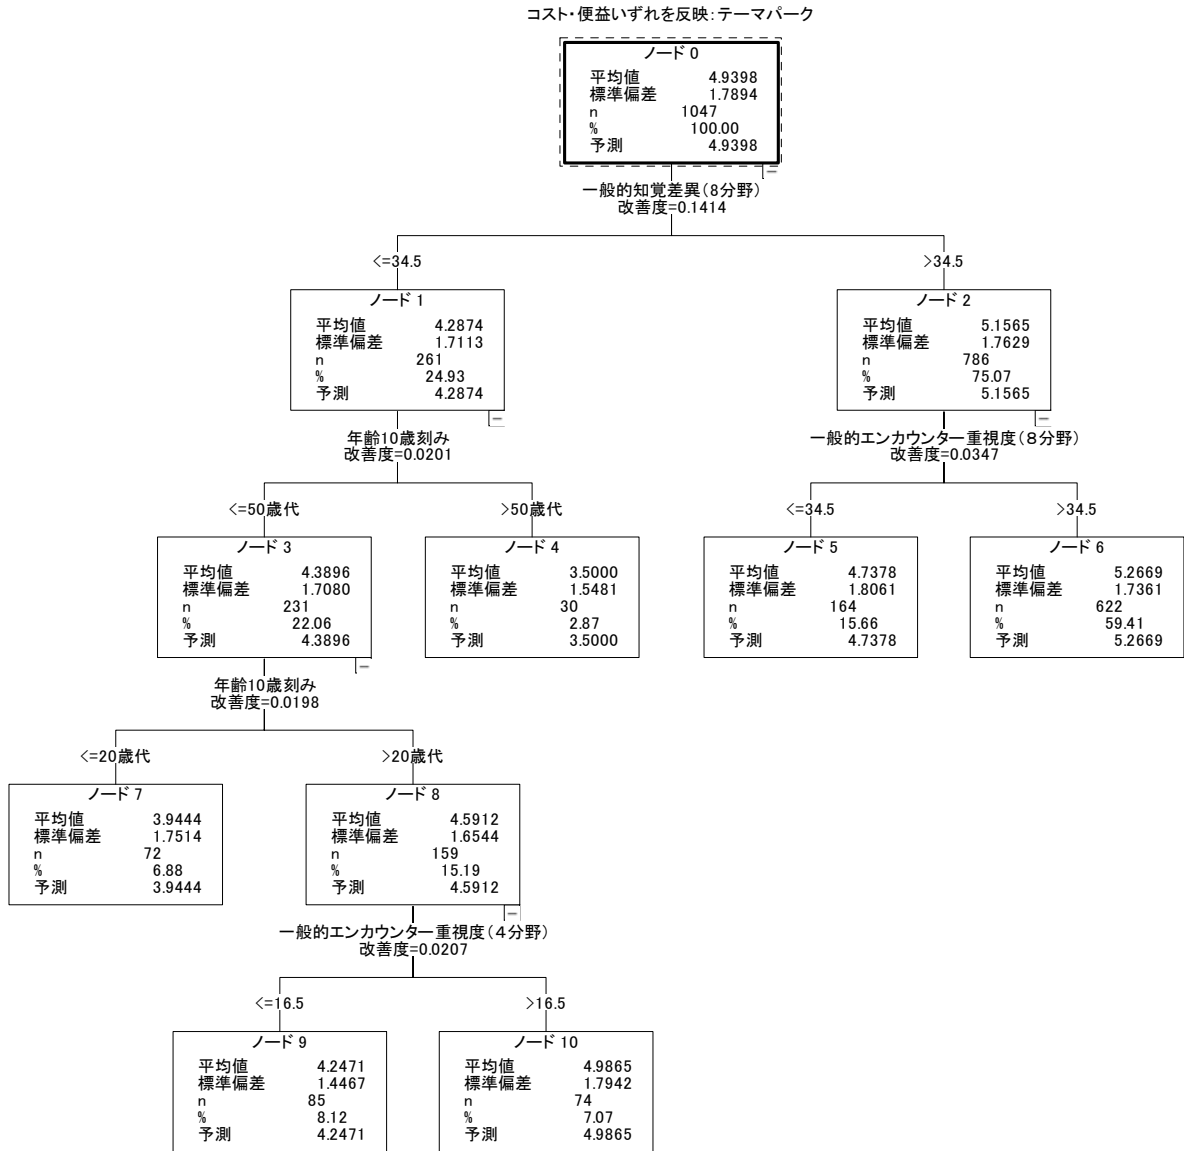 コスト・便益いずれを反映:テーマパーク
ノード 0
平均値 4.9398
標準偏差 1.7894
n 1047
% 100.00
予測 4.9398
一般的知覚差異(8分野)
改善度=0.1414
<=34.5 >34.5
ノード 1
平均値 4.2874
標準偏差 1.7113
n 261
% 24.93
予測 4.2874
ノード 2
平均値 5.1565
標準偏差 1.7629
n 786
% 75.07
予測 5.1565
年齢10歳刻み
改善度=0.0201
一般的エンカウンター重視度(8分野)
改善度=0.0347
<=50歳代 >50歳代 <=34.5 >34.5
ノード 3
平均値 4.3896
標準偏差 1.7080
n 231
% 22.06
予測 4.3896
ノード 4
平均値 3.5000
標準偏差 1.5481
n 30
% 2.87
予測 3.5000
ノード 5
平均値 4.7378
標準偏差 1.8061
n 164
% 15.66
予測 4.7378
ノード 6
平均値 5.2669
標準偏差 1.7361
n 622
% 59.41
予測 5.2669
年齢10歳刻み
改善度=0.0198
<=20歳代 >20歳代
ノード 7
平均値 3.9444
標準偏差 1.7514
n 72
% 6.88
予測 3.9444
ノード 8
平均値 4.5912
標準偏差 1.6544
n 159
% 15.19
予測 4.5912
一般的エンカウンター重視度(4分野)
改善度=0.0207
<=16.5 >16.5
ノード 9
平均値 4.2471
標準偏差 1.4467
n 85
% 8.12
予測 4.2471
ノード 10
平均値 4.9865
標準偏差 1.7942
n 74
% 7.07
予測 4.9865